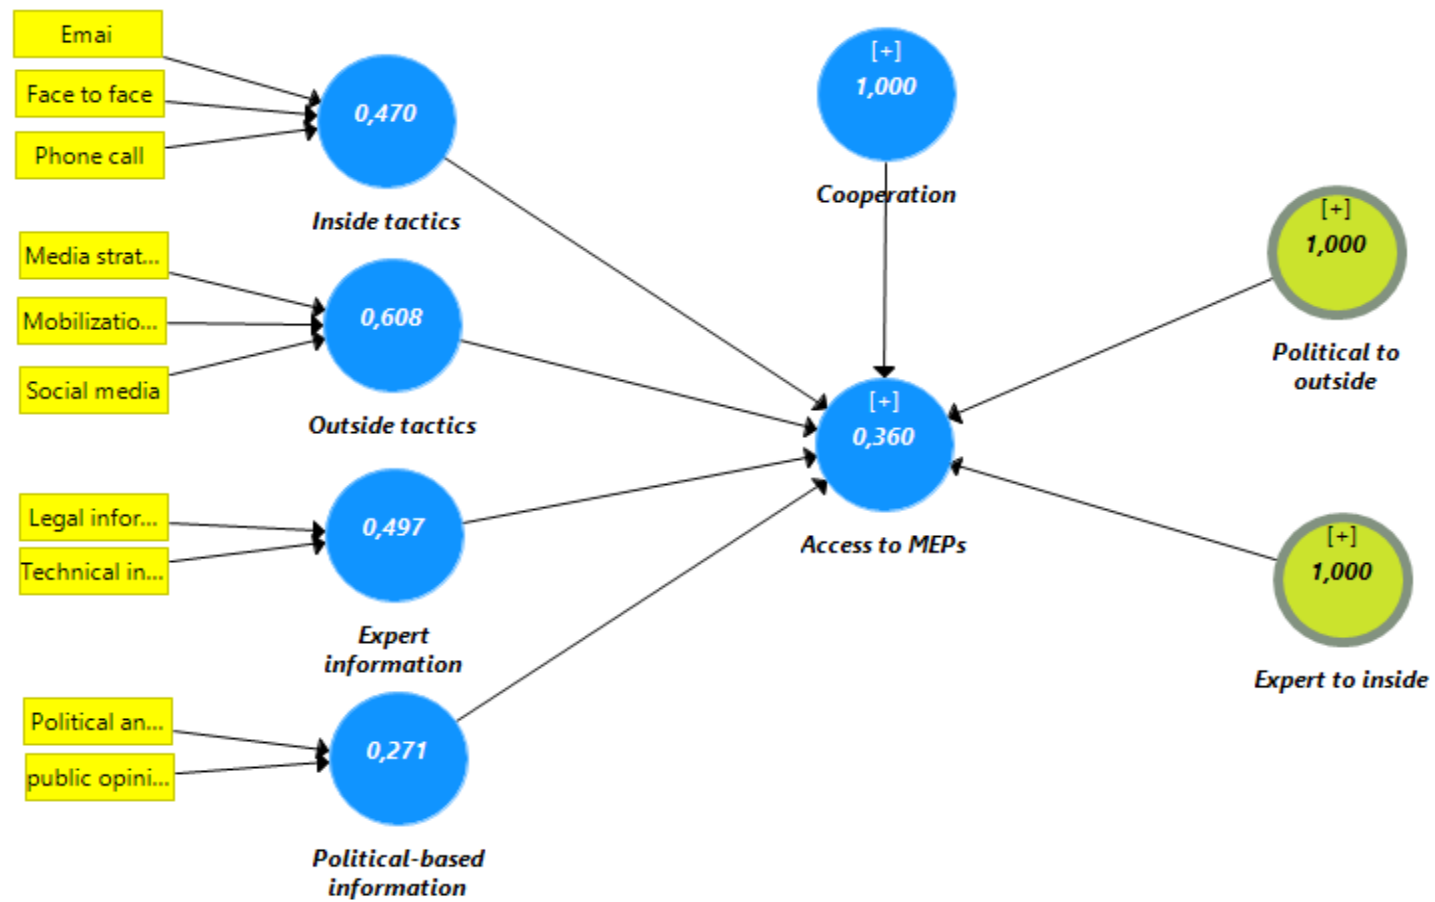 Emai
Face to face
Phone call
0,470
Inside tactics
[+]
1,000
Cooperation
Media strat...
Mobilizatio...
Social media
0,608
Outside tactics
[+]
1,000
Political to
outside
[+]
0,360
Access to MEPs
Legal infor...
Technical in...
0,497
Expert
information
[+]
1,000
Expert to inside
Political an...
public opini...
0,271
Political-based
information